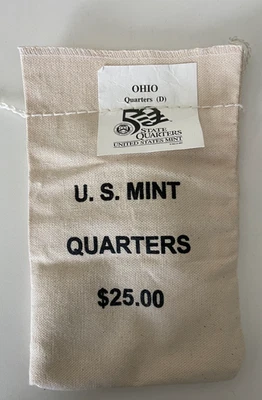 OHIO
Quarters (D)
50
STATE
QUARTERS
UNITED STATES MINT
U. S. MINT
QUARTERS
$25.00